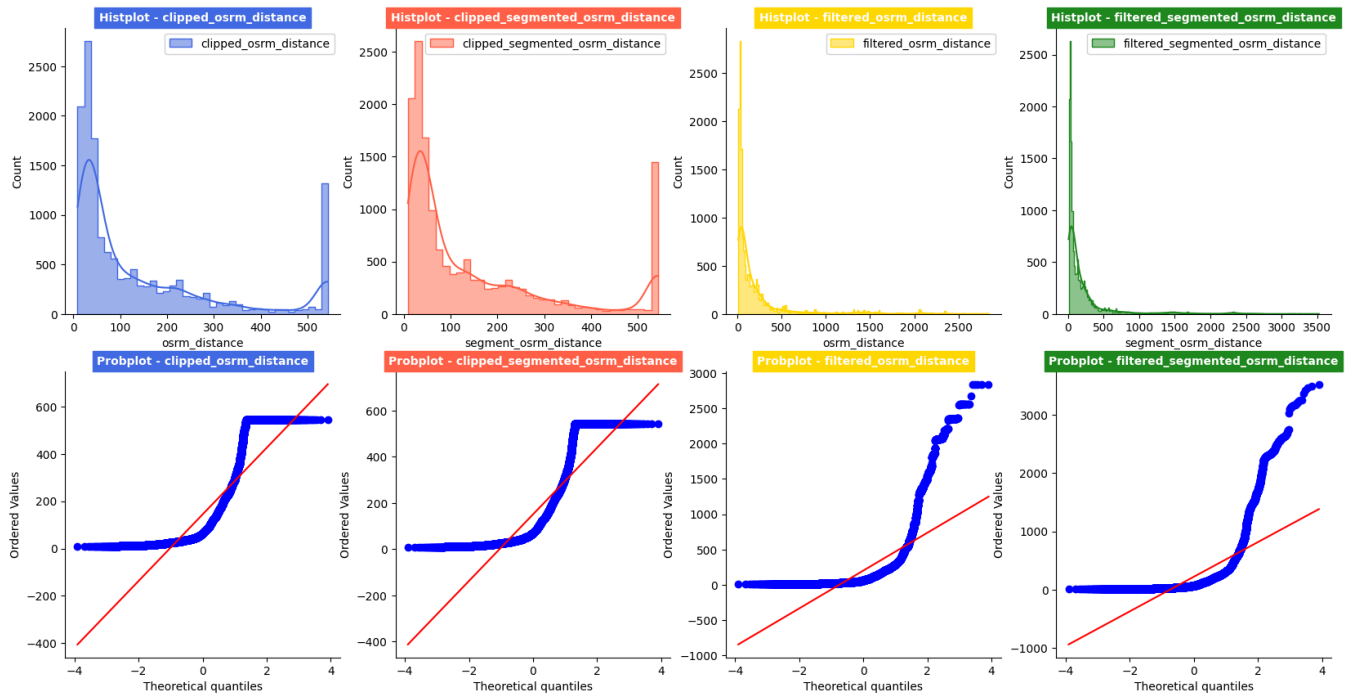 Histplot - clipped_osrm_distance
clipped_osrm_distance
Count
2500
2000
1500
1000
500
0
0 100 200 300 400 500
osrm_distance
Histplot - clipped_segmented_osrm_distance
clipped_segmented_osrm_distance
Count
2500
2000
1500
1000
500
0
0 100 200 300 400 500
segment_osrm_distance
Histplot - filtered_osrm_distance
filtered_osrm_distance
Count
2500
2000
1500
1000
500
0
0 500 1000 1500 2000 2500
osrm_distance
Histplot - filtered_segmented_osrm_distance
filtered_segmented_osrm_distance
Count
2500
2000
1500
1000
500
0
0 500 1000 1500 2000 2500 3000 3500
segment_osrm_distance
Probplot - clipped_osrm_distance
Ordered Values
600
400
200
0
−200
−400
−4 −2 0 2 4
Theoretical quantiles
Probplot - clipped_segmented_osrm_distance
Ordered Values
600
400
200
0
−200
−400
−4 −2 0 2 4
Theoretical quantiles
Probplot - filtered_osrm_distance
Ordered Values
3000
2500
2000
1500
1000
500
0
−500
−1000
−4 −2 0 2 4
Theoretical quantiles
Probplot - filtered_segmented_osrm_distance
Ordered Values
3000
2000
1000
0
−1000
−4 −2 0 2 4
Theoretical quantiles